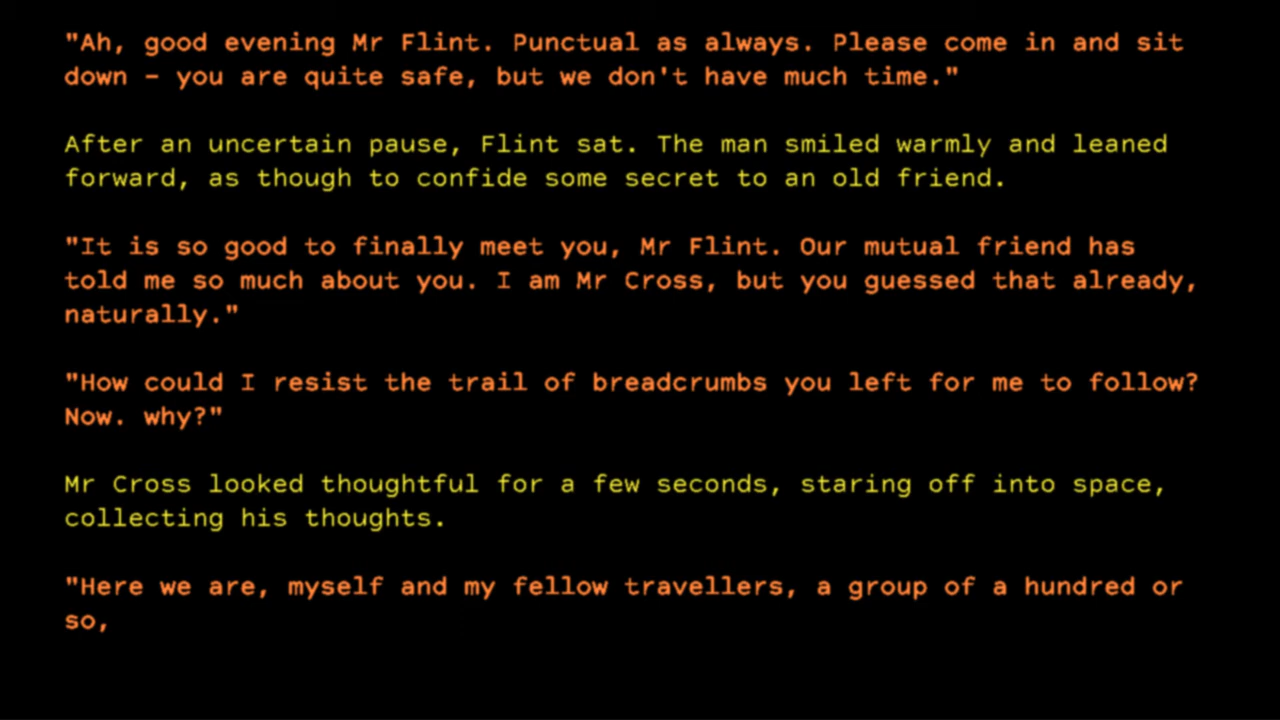 "Ah, good evening Mr Flint. Punctual as always. Please come in and sit
down – you are quite safe, but we don't have much time."
After an uncertain pause, Flint sat. The man smiled warmly and leaned
forward, as though to confide some secret to an old friend.
"It is so good to finally meet you, Mr Flint. Our mutual friend has
told me so much about you. I am Mr Cross, but you guessed that already,
naturally."
"How could I resist the trail of breadcrumbs you left for me to follow?
Now. why?"
Mr Cross looked thoughtful for a few seconds, staring off into space,
collecting his thoughts.
"Here we are, myself and my fellow travellers, a group of a hundred or
so,